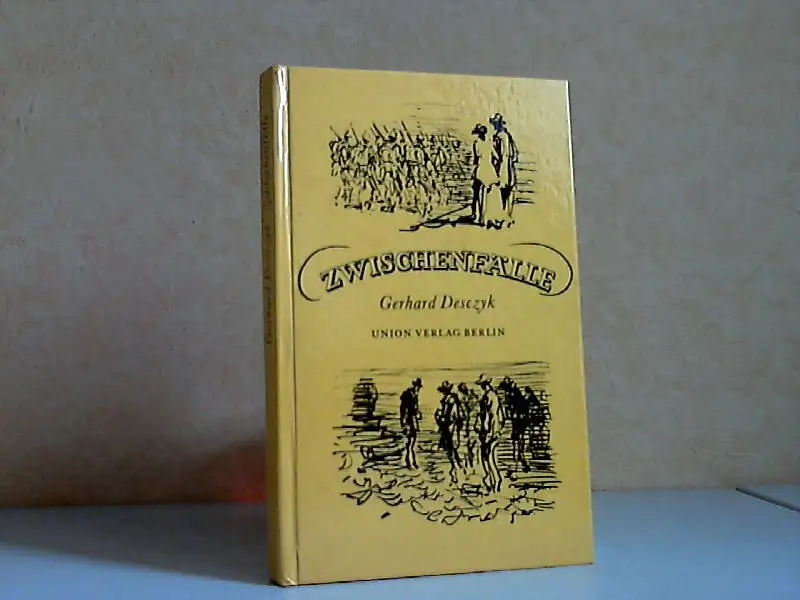 ZWISCHENFÄLLE
Gerhard Desczyk
UNION VERLAG BERLIN